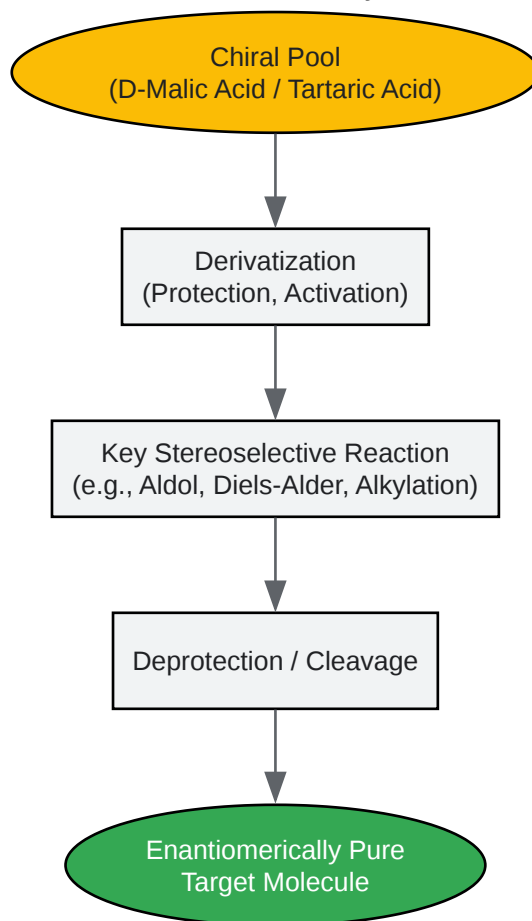 Chiral Pool
(D-Malic Acid / Tartaric Acid)
Derivatization
(Protection, Activation)
Key Stereoselective Reaction
(e.g., Aldol, Diels-Alder, Alkylation)
Deprotection / Cleavage
Enantiomerically Pure
Target Molecule